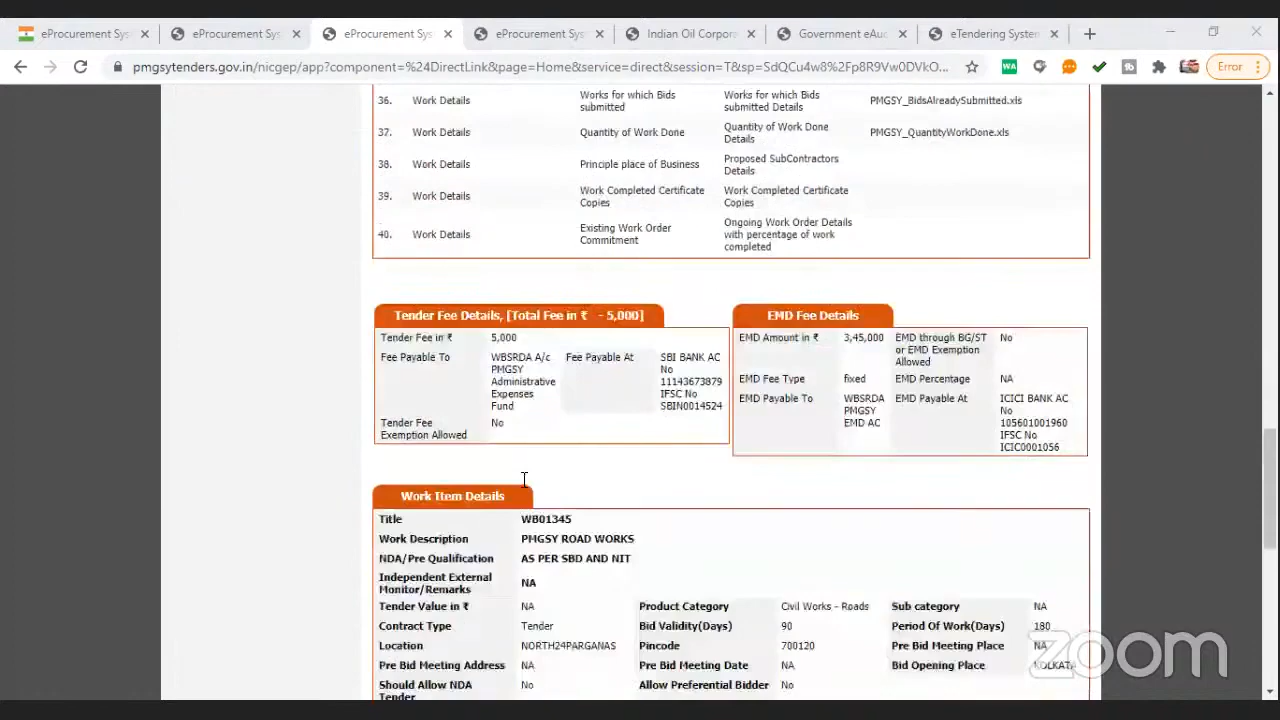 eProcurement Sys
eProcurement Sys
eProcurement Sys
eProcurement Sys
Indian Oil Corpora
Government eAuc
eTendering System
pmgsytenders.gov.in/nicgep/app?component=%24DirectLink&page=Home&service=direct&session=T&sp=SdQCu4w8%2Fp8R9Vw0DVkO...
WA
Error
36. Work Details Works for which Bids submitted Works for which Bids submitted Details PMGSY_BidsAlreadySubmitted.xls
37. Work Details Quantity of Work Done Quantity of Work Done Details PMGSY_QuantityWorkDone.xls
38. Work Details Principle place of Business Proposed SubContractors Details
39. Work Details Work Completed Certificate Copies Work Completed Certificate Copies
40. Work Details Existing Work Order Commitment Ongoing Work Order Details with percentage of work completed
Tender Fee Details, [Total Fee in ₹ - 5,000]
Tender Fee in ₹ 5,000
Fee Payable To WBSRDA A/c PMGSY Administrative Expenses Fund Fee Payable At SBI BANK AC No 11143673879 IFSC No SBIN0014524
Tender Fee Exemption Allowed No
EMD Fee Details
EMD Amount in ₹ 3,45,000 EMD through BG/ST or EMD Exemption Allowed No
EMD Fee Type fixed EMD Percentage NA
EMD Payable To WBSRDA PMGSY EMD AC EMD Payable At ICICI BANK AC No 105601001960 IFSC No ICIC0001056
Work Item Details
Title WB01345
Work Description PMGSY ROAD WORKS
NDA/Pre Qualification AS PER SBD AND NIT
Independent External Monitor/Remarks NA
Tender Value in ₹ NA Product Category Civil Works - Roads Sub category NA
Contract Type Tender Bid Validity(Days) 90 Period Of Work(Days) 180
Location NORTH24PARGANAS Pincode 700120 Pre Bid Meeting Place NA
Pre Bid Meeting Address NA Pre Bid Meeting Date NA Bid Opening Place KOLKATA
Should Allow NDA Tender No Allow Preferential Bidder No
zoom